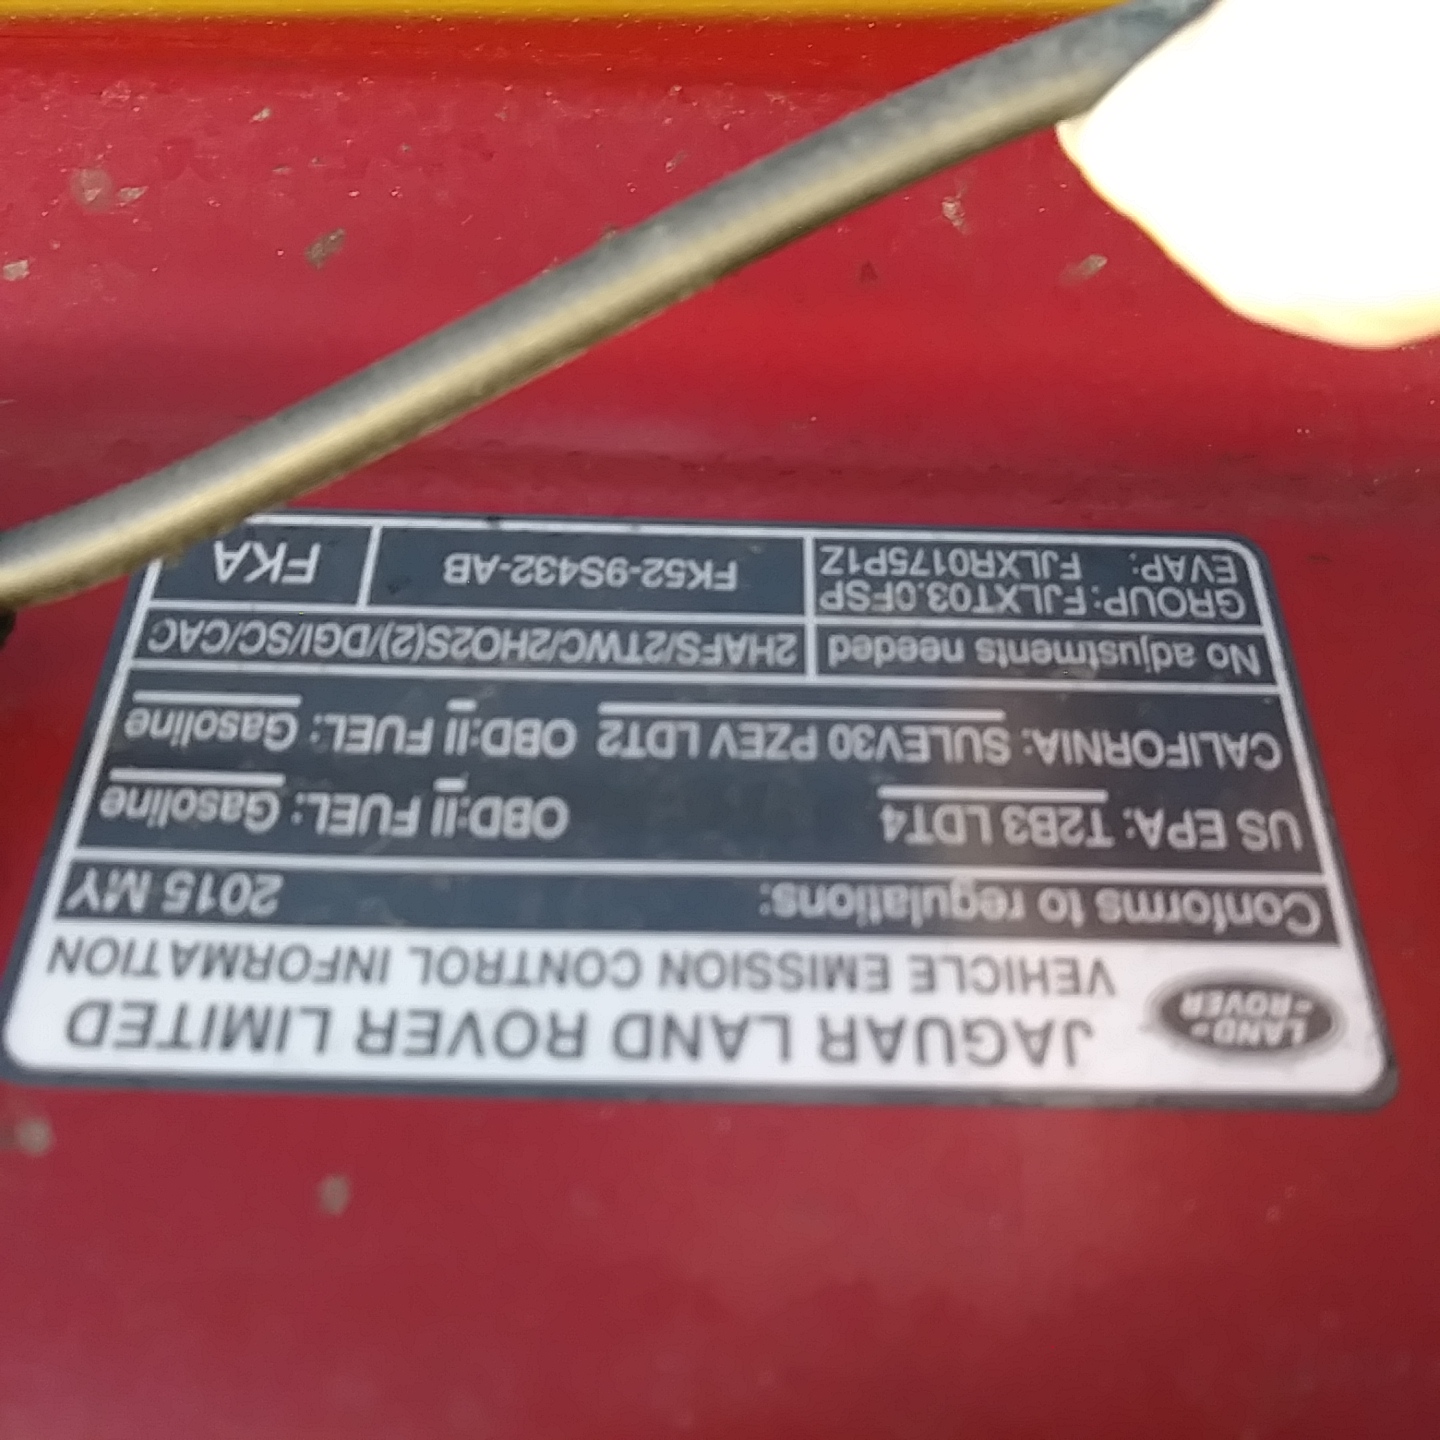 LAND-
-ROVER
JAGUAR LAND ROVER LIMITED
VEHICLE EMISSION CONTROL INFORMATION
Conforms to regulations: 2015 MY
US EPA: T2B3 LDT4 OBD:II FUEL: Gasoline
CALIFORNIA: SULEV30 PZEV LDT2 OBD:II FUEL: Gasoline
No adjustments needed 2HAFS/2TWC/2HO2S(2)/DGI/SC/CAC
GROUP: FJLXT03.0FSP
EVAP: FJLXR0175P1Z
FK52-9S432-AB
FKA